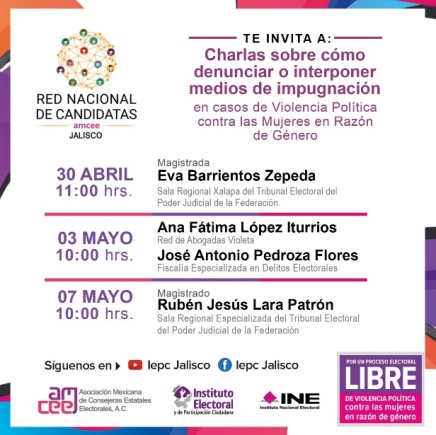 RED NACIONAL
DE CANDIDATAS
amcee
JALISCO
TE INVITA A:
Charlas sobre cómo
denunciar o interponer
medios de impugnación
en casos de Violencia Política
contra las Mujeres en Razón
de Género
30 ABRIL
11:00 hrs.
Magistrada
Eva Barrientos Zepeda
Sala Regional Xalapa del Tribunal Electoral del
Poder Judicial de la Federación.
03 MAYO
10:00 hrs.
Ana Fátima López Iturrios
Red de Abogadas Violeta
José Antonio Pedroza Flores
Fiscalía Especializada en Delitos Electorales
07 MAYO
10:00 hrs.
Magistrado
Rubén Jesús Lara Patrón
Sala Regional Especializada del Tribunal Electoral
del Poder Judicial de la Federación
Síguenos en
Iepc Jalisco
Iepc Jalisco
amcee
Asociación Mexicana
de Consejeras Estatales
Electorales, A.C.
Instituto
Electoral
y de Participación Ciudadana
INE
Instituto Nacional Electoral
POR UN PROCESO ELECTORAL
LIBRE
DE VIOLENCIA POLÍTICA
contra las mujeres
en razón de género